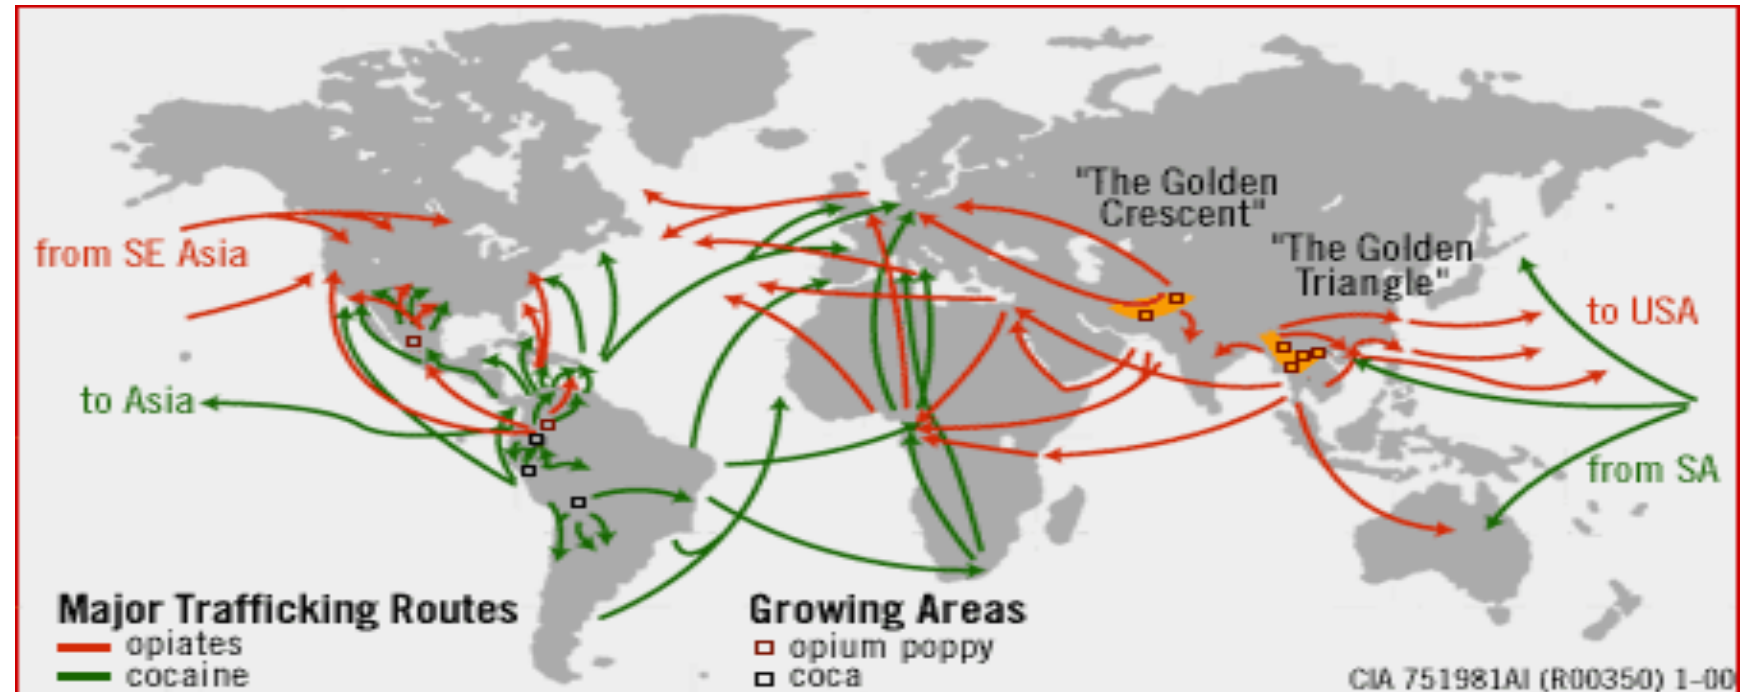 "The Golden
Crescent"
"The Golden
Triangle"
from SE Asia
to USA
to Asia
from SA
Major Trafficking Routes
opiates
cocaine
Growing Areas
opium poppy
coca
CIA 751981AI (R00350) 1-00